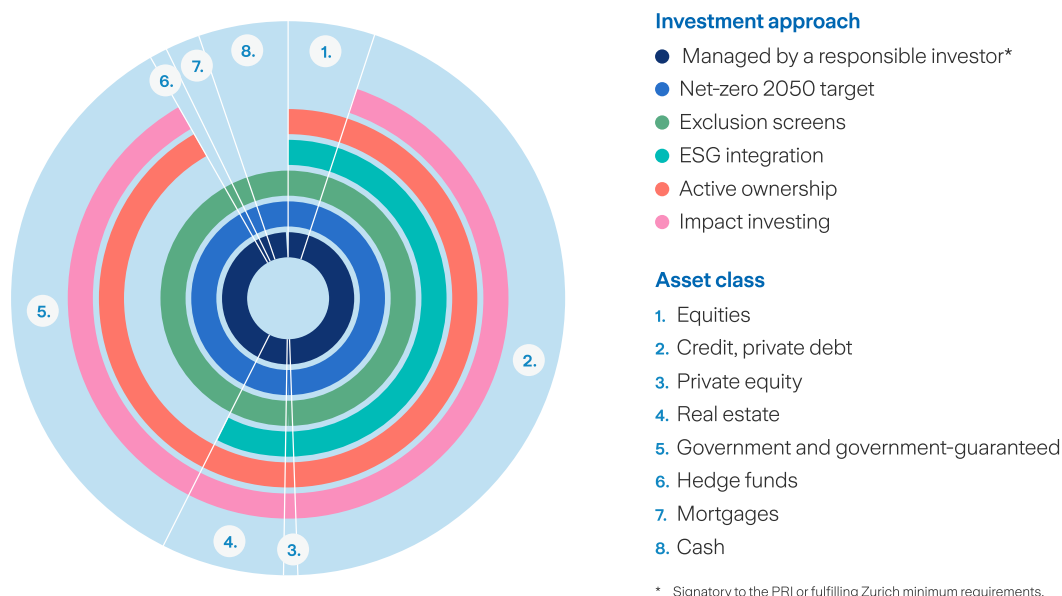 Investment approach
Managed by a responsible investor*
Net-zero 2050 target
Exclusion screens
ESG integration
Active ownership
Impact investing
Asset class
1. Equities
2. Credit, private debt
3. Private equity
4. Real estate
5. Government and government-guaranteed
6. Hedge funds
7. Mortgages
8. Cash
* Signatory to the PRI or fulfilling Zurich minimum requirements.
8.
1.
7.
6.
5.
2.
4.
3.